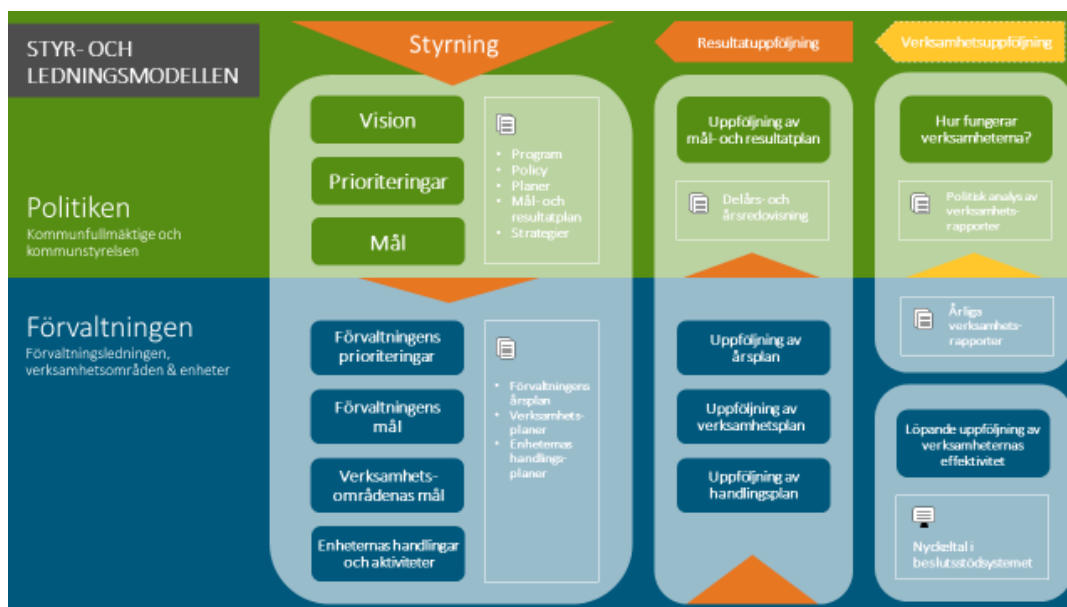 STYR- OCH
LEDNINGSMODELLEN
Styrning
Resultatuppföljning
Verksamhetsuppföljning
Politiken
Kommunfullmäktige och
kommunstyrelsen
Vision
Prioriteringar
Mål
• Program
• Policy
• Planer
• Mål- och
resultatplan
• Strategier
Uppföljning av
mål- och resultatplan
Delårs- och
årsredovisning
Hur fungerar
verksamheterna?
Politisk analys av
verksamhets-
rapporter
Förvaltningen
Förvaltningsledningen,
verksamhetsområden & enheter
Förvaltningens
prioriteringar
Förvaltningens
mål
Verksamhets-
områdenas mål
Enheternas handlingar
och aktiviteter
• Förvaltningens
årsplan
• Verksamhets-
planer
• Enheternas
handlings-
planer
Uppföljning av
årsplan
Uppföljning av
verksamhetsplan
Uppföljning av
handlingsplan
Årliga
verksamhets-
rapporter
Löpande uppföljning av
verksamheternas
effektivitet
Nyckeltal i
beslutsstödsystemet